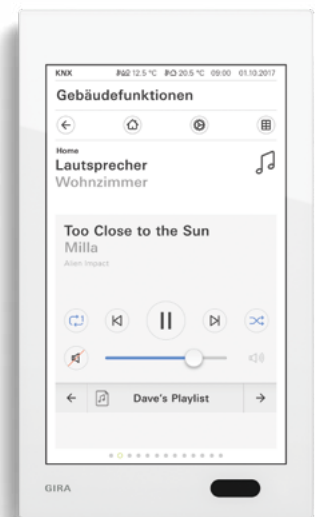 KNX 12.5 °C 20.5 °C 09:00 01.10.2017
Gebäudefunktionen
Home
Lautsprecher
Wohnzimmer
Too Close to the Sun
Milla
Alien Impact
Dave's Playlist
GIRA